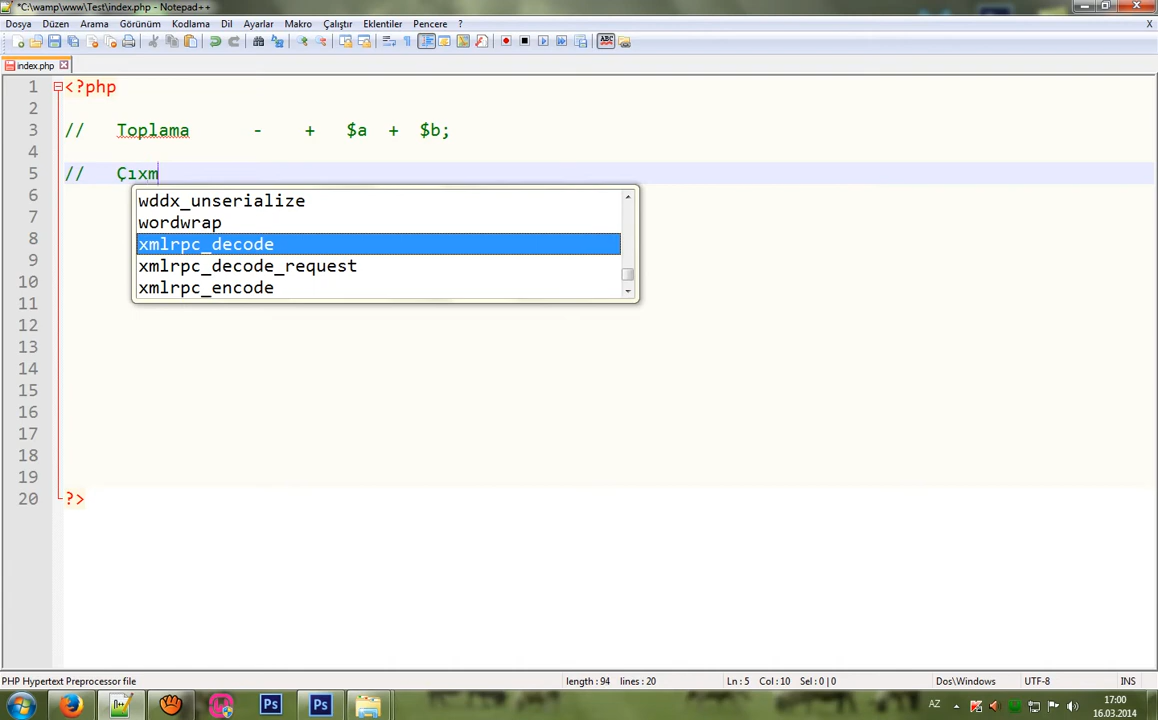 *C:\wamp\www\Test\index.php - Notepad++
Dosya Düzen Arama Görünüm Kodlama Dil Ayarlar Makro Çalıştır Eklentiler Pencere ? X
index.php
1 <?php
2
3 // Toplama - + $a + $b;
4
5 // Çıxm
6 wddx_unserialize
7 wordwrap
8 xmlrpc_decode
9 xmlrpc_decode_request
10 xmlrpc_encode
11
12
13
14
15
16
17
18
19
20 ?>
PHP Hypertext Preprocessor file length : 94 lines : 20 Ln : 5 Col : 10 Sel : 0 | 0 Dos\Windows UTF-8 INS
Ps Ps AZ 17:00
16.03.2014